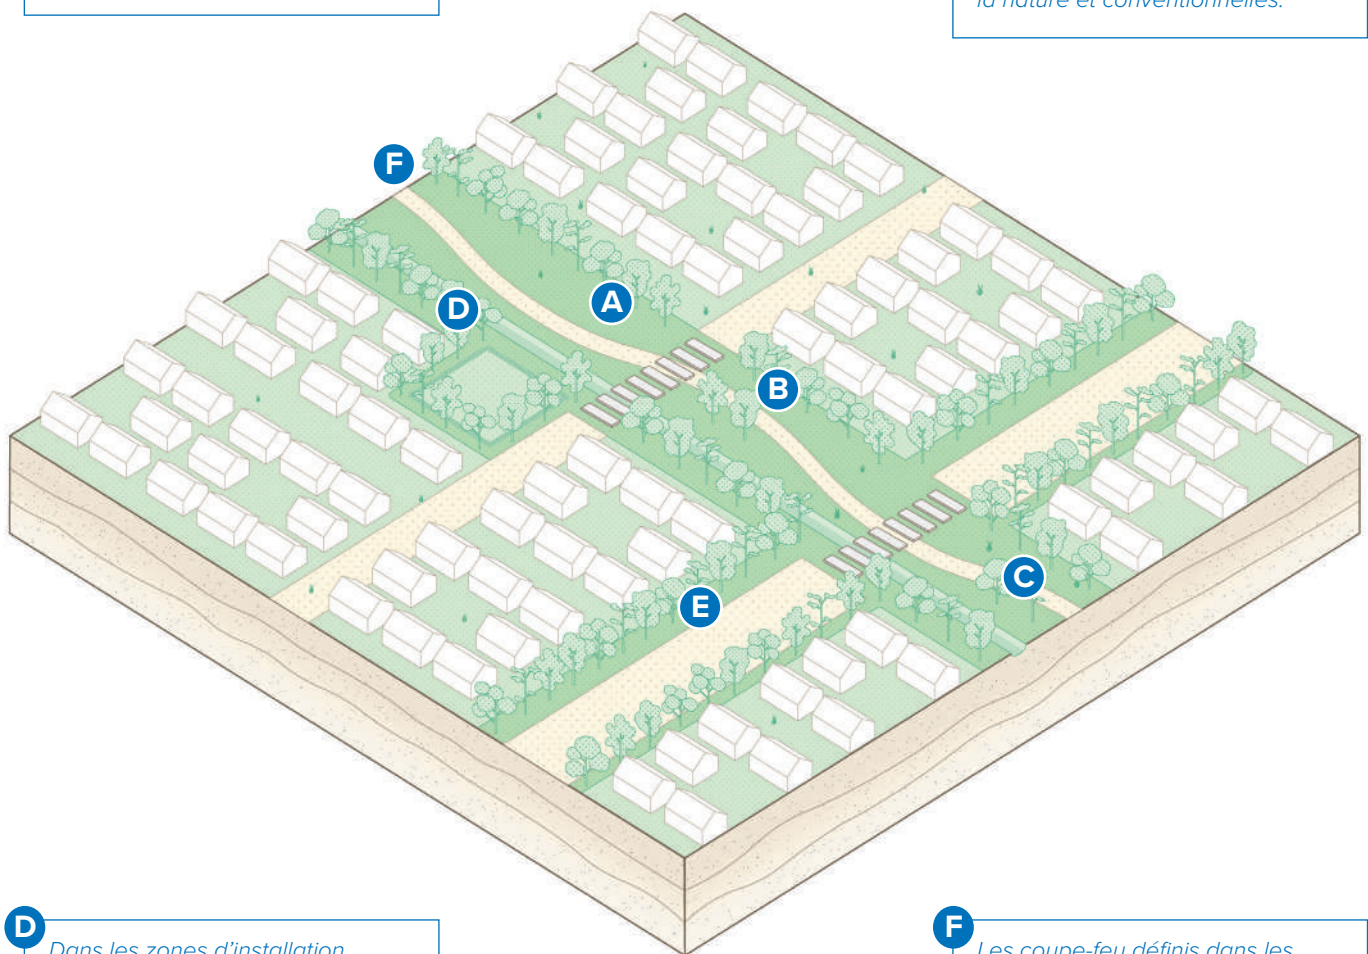 la nature et conventionnelles.
F
D
A
B
C
E
D
Dans les zones d'installation
F
Les coupe-feu définis dans les